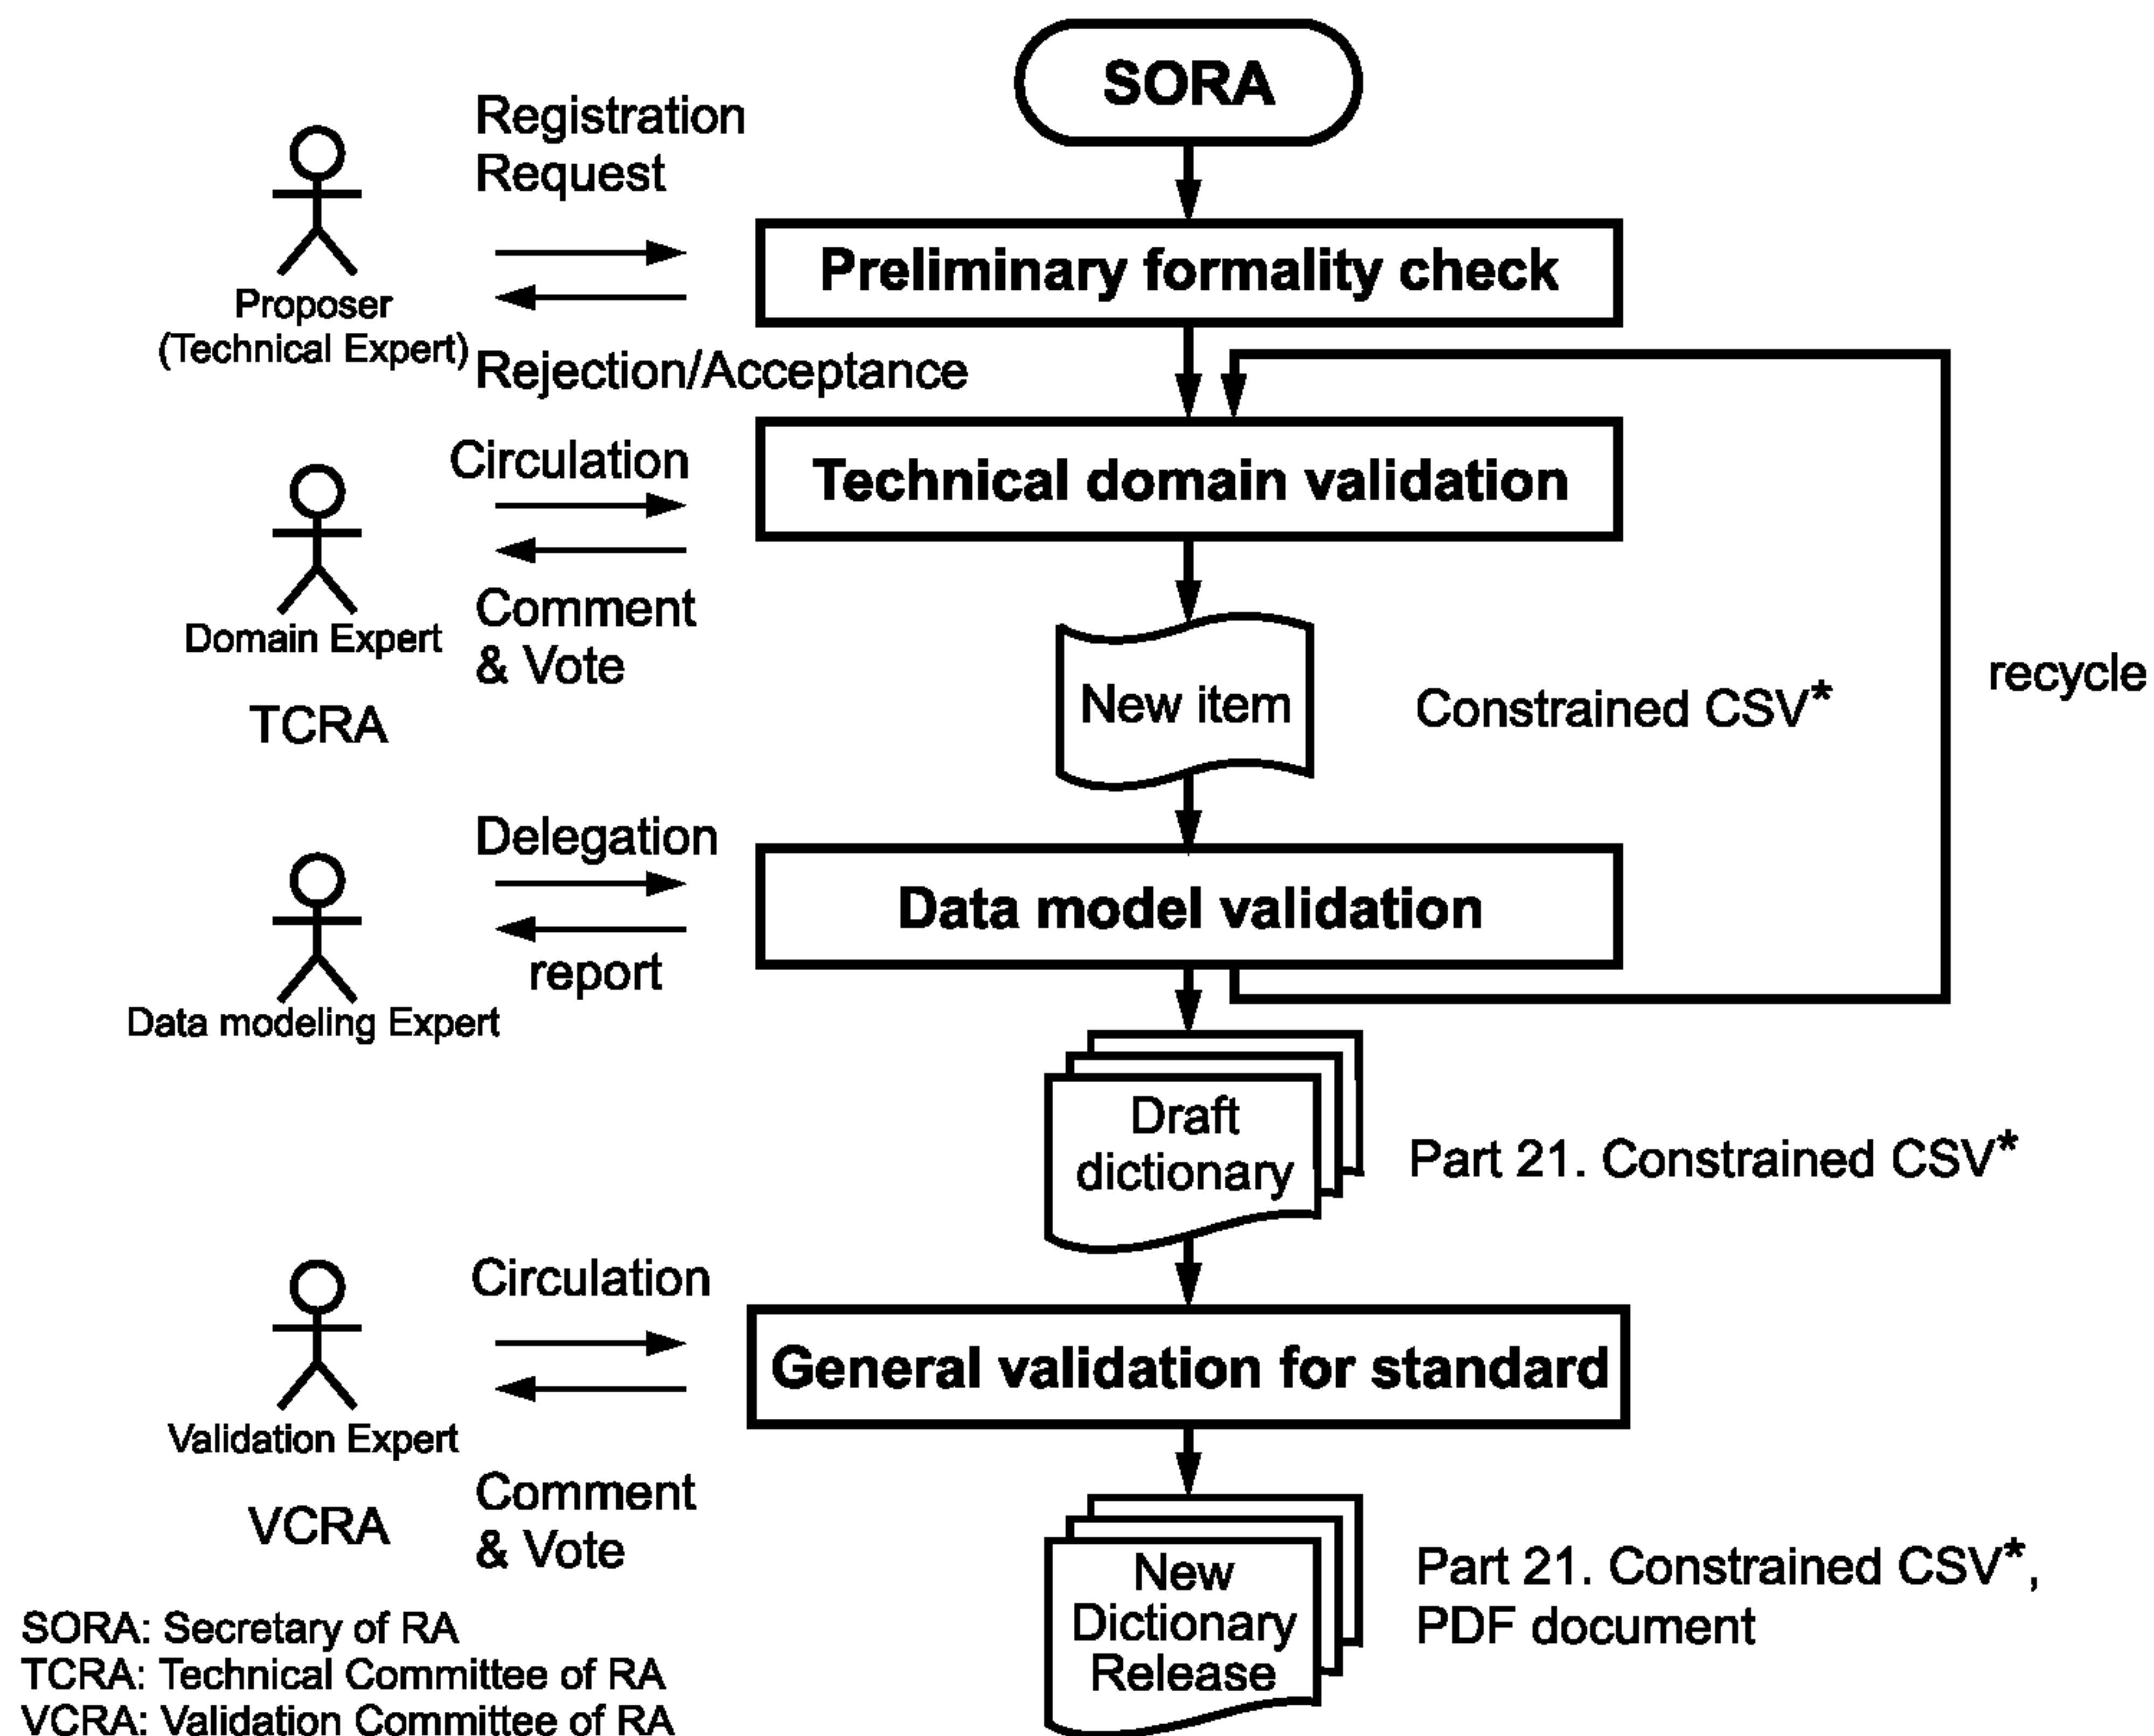 SORA
Registration
Request
Preliminary formality check
Proposer
(Technical Expert)
Rejection/Acceptance
Circulation
Technical domain validation
Domain Expert
Comment
& Vote
TCRA
New item
Constrained CSV*
recycle
Delegation
Data model validation
report
Data modeling Expert
Draft
dictionary
Part 21. Constrained CSV*
Circulation
General validation for standard
Validation Expert
Comment
& Vote
VCRA
New
Dictionary
Release
Part 21. Constrained CSV*,
PDF document
SORA: Secretary of RA
TCRA: Technical Committee of RA
VCRA: Validation Committee of RA